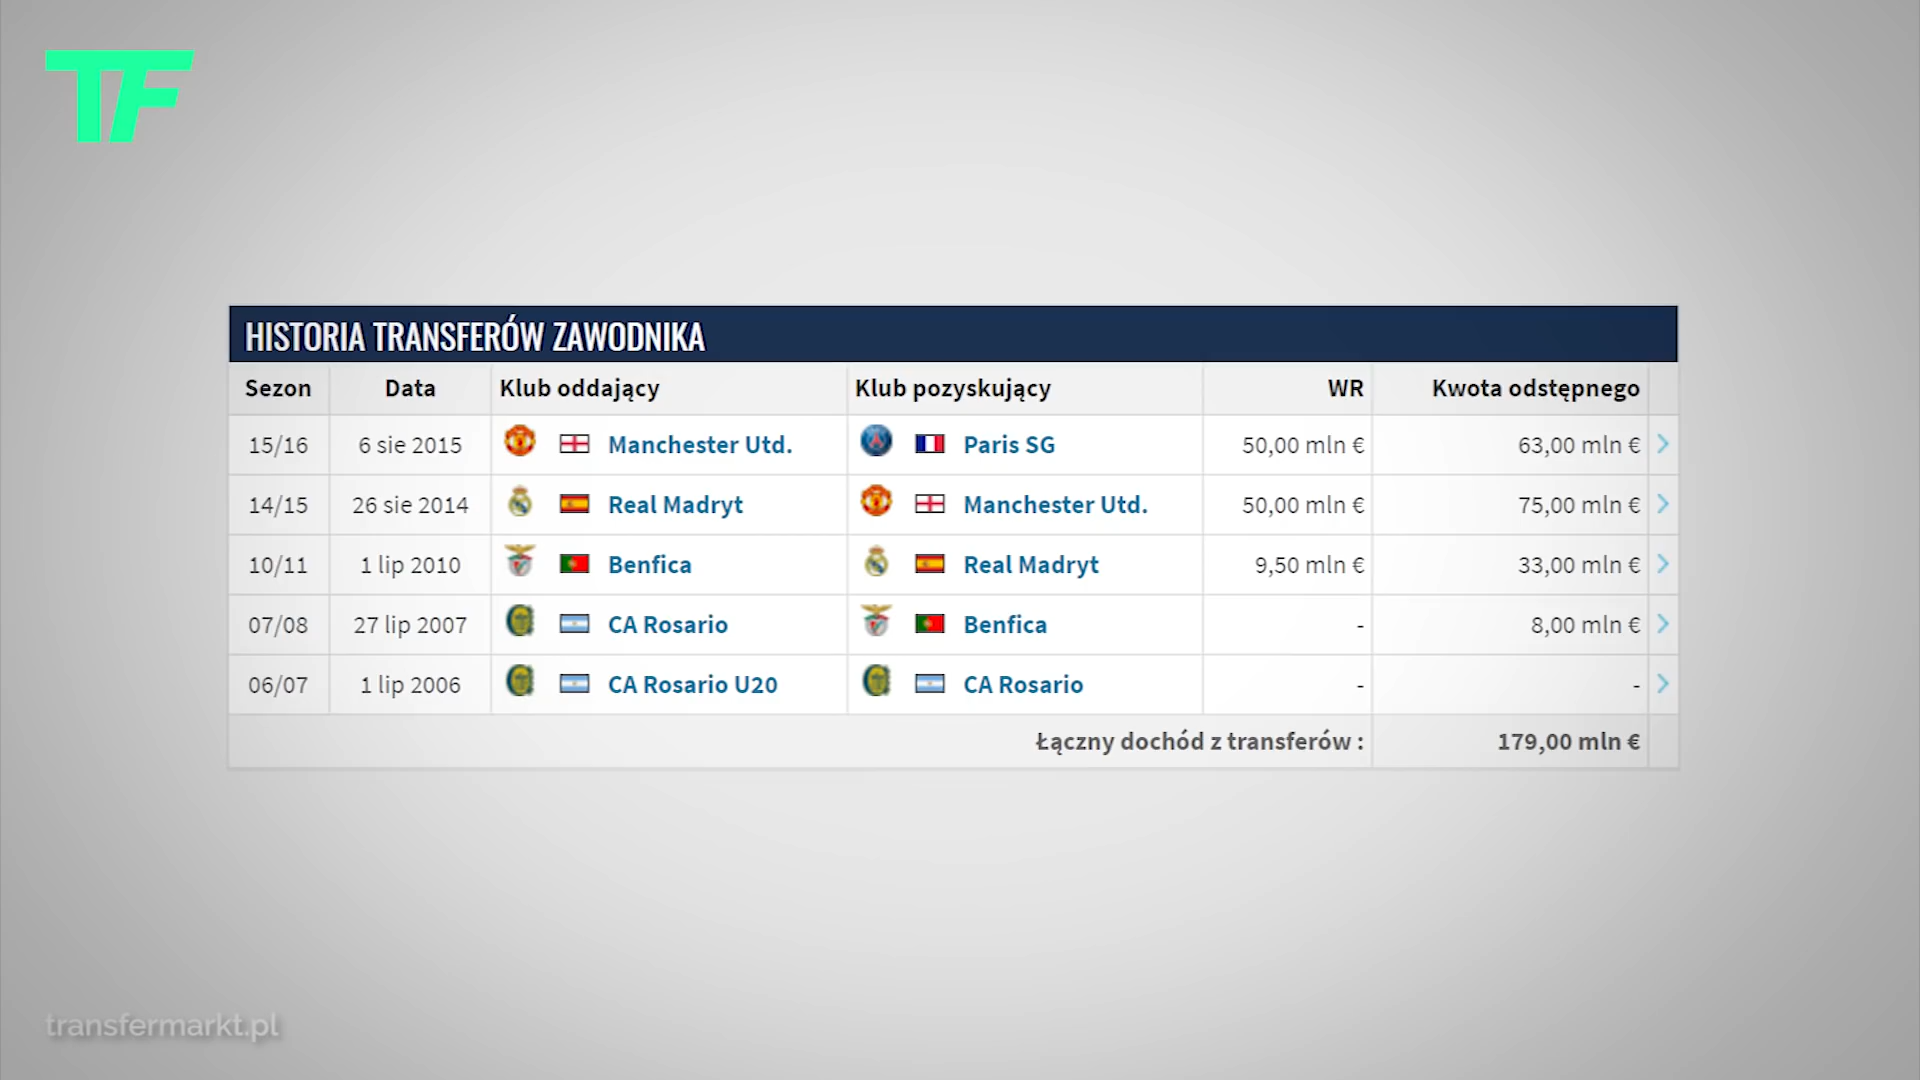 TF
HISTORIA TRANSFERÓW ZAWODNIKA
Sezon Data Klub oddający Klub pozyskujący WR Kwota odstępnego
15/16 6 sie 2015 Manchester Utd. Paris SG 50,00 mln € 63,00 mln €
14/15 26 sie 2014 Real Madryt Manchester Utd. 50,00 mln € 75,00 mln €
10/11 1 lip 2010 Benfica Real Madryt 9,50 mln € 33,00 mln €
07/08 27 lip 2007 CA Rosario Benfica - 8,00 mln €
06/07 1 lip 2006 CA Rosario U20 CA Rosario - -
Łączny dochód z transferów : 179,00 mln €
transfermarkt.pl